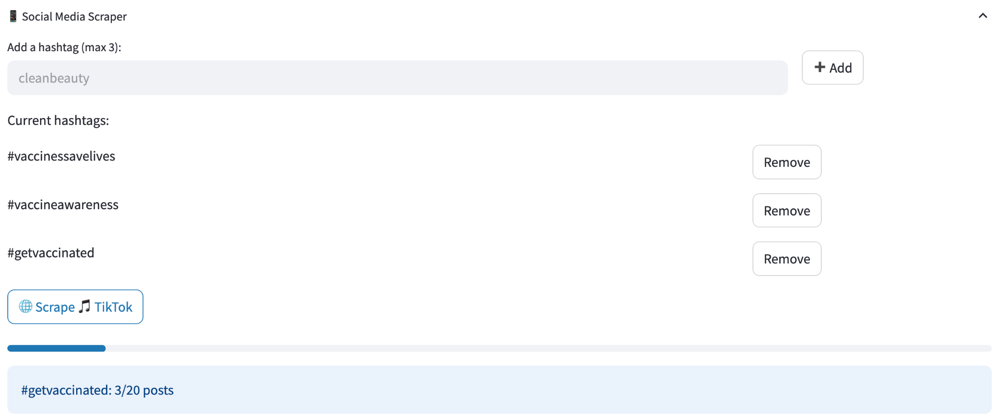 📱 Social Media Scraper
Add a hashtag (max 3):
cleanbeauty
➕ Add
Current hashtags:
#vaccinessavelives
Remove
#vaccineawareness
Remove
#getvaccinated
Remove
🌐 Scrape 🎵 TikTok
#getvaccinated: 3/20 posts